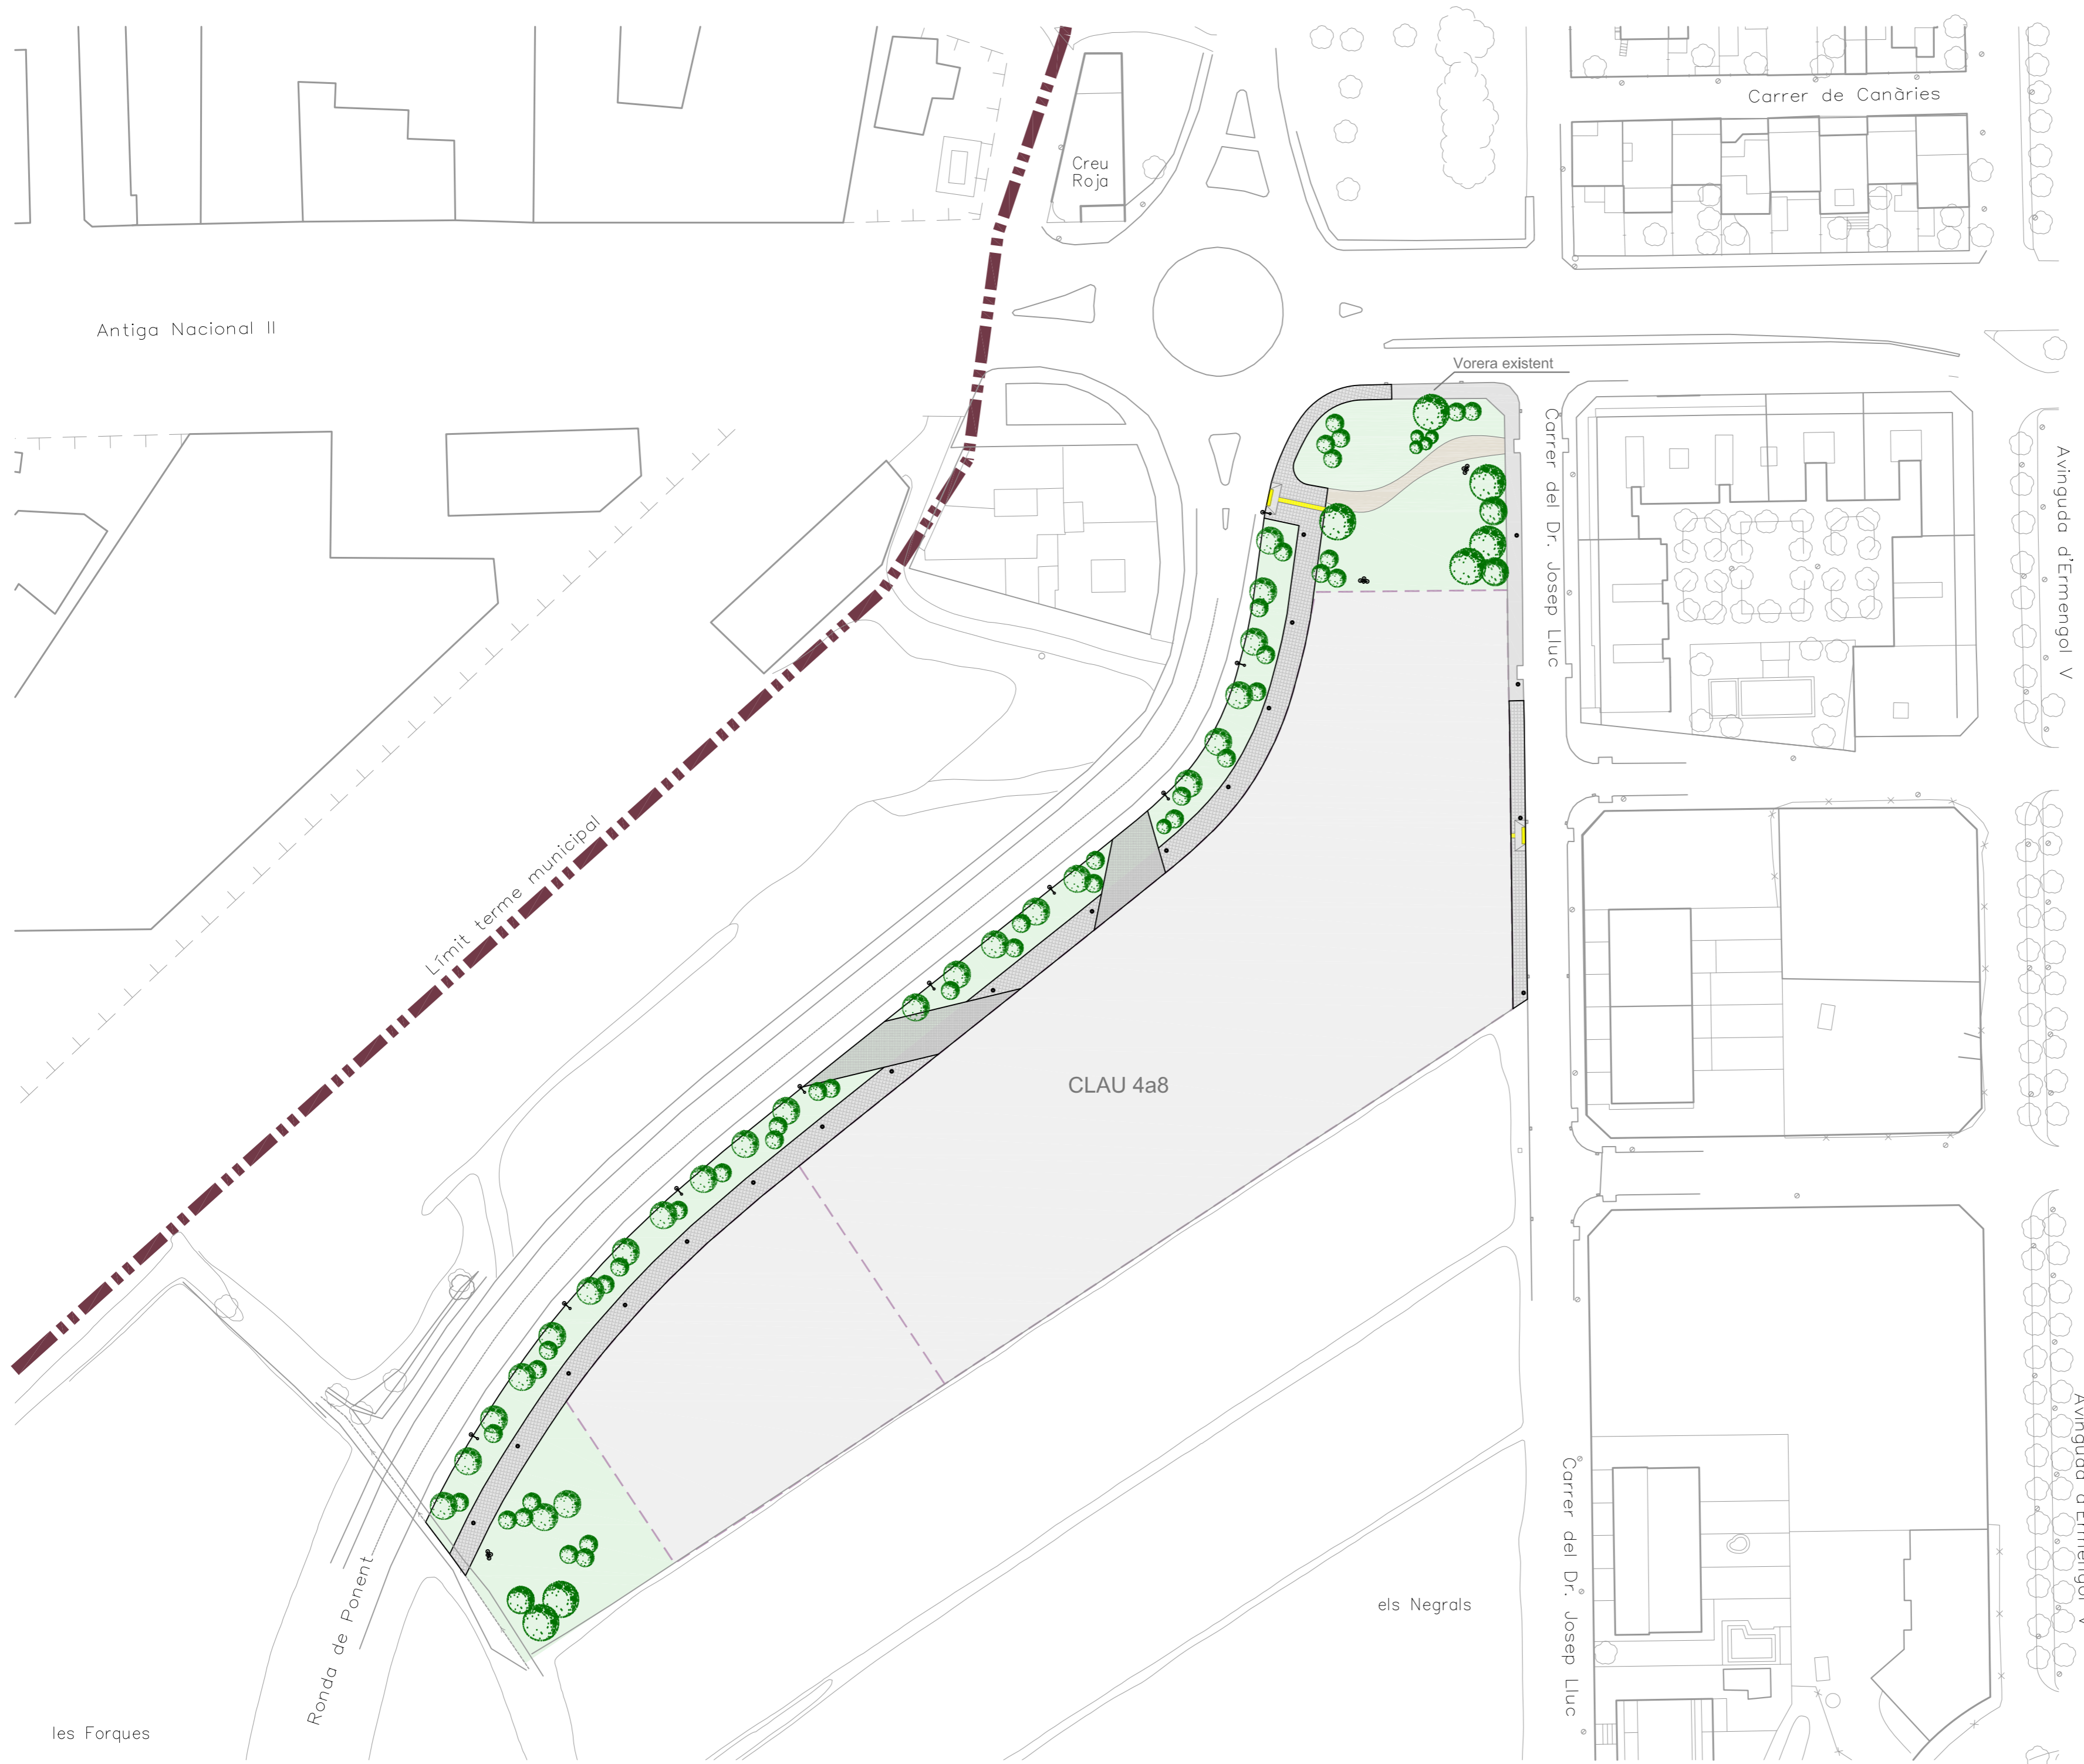 Carrer de Canàries
Creu
Roja
Antiga Nacional II
Vorera existent
Carrer del Dr. Josep Lluc
Avinguda d'Ermengol V
Límit terme municipal
CLAU 4a8
Avinguda d'Ermengol V
Carrer del Dr. Josep Lluc
Ronda de Ponent
els Negrals
les Forques